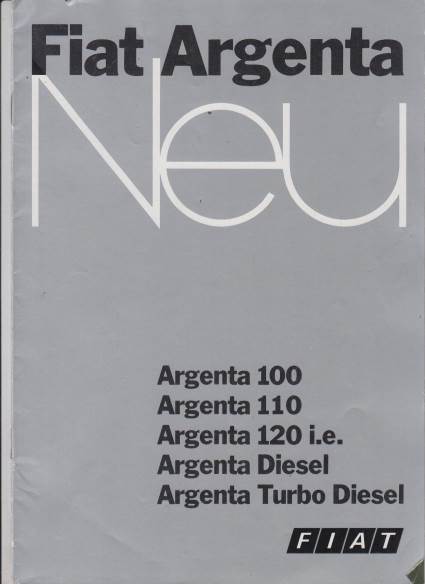 Fiat Argenta
Neu
Argenta 100
Argenta 110
Argenta 120 i.e.
Argenta Diesel
Argenta Turbo Diesel
FIAT